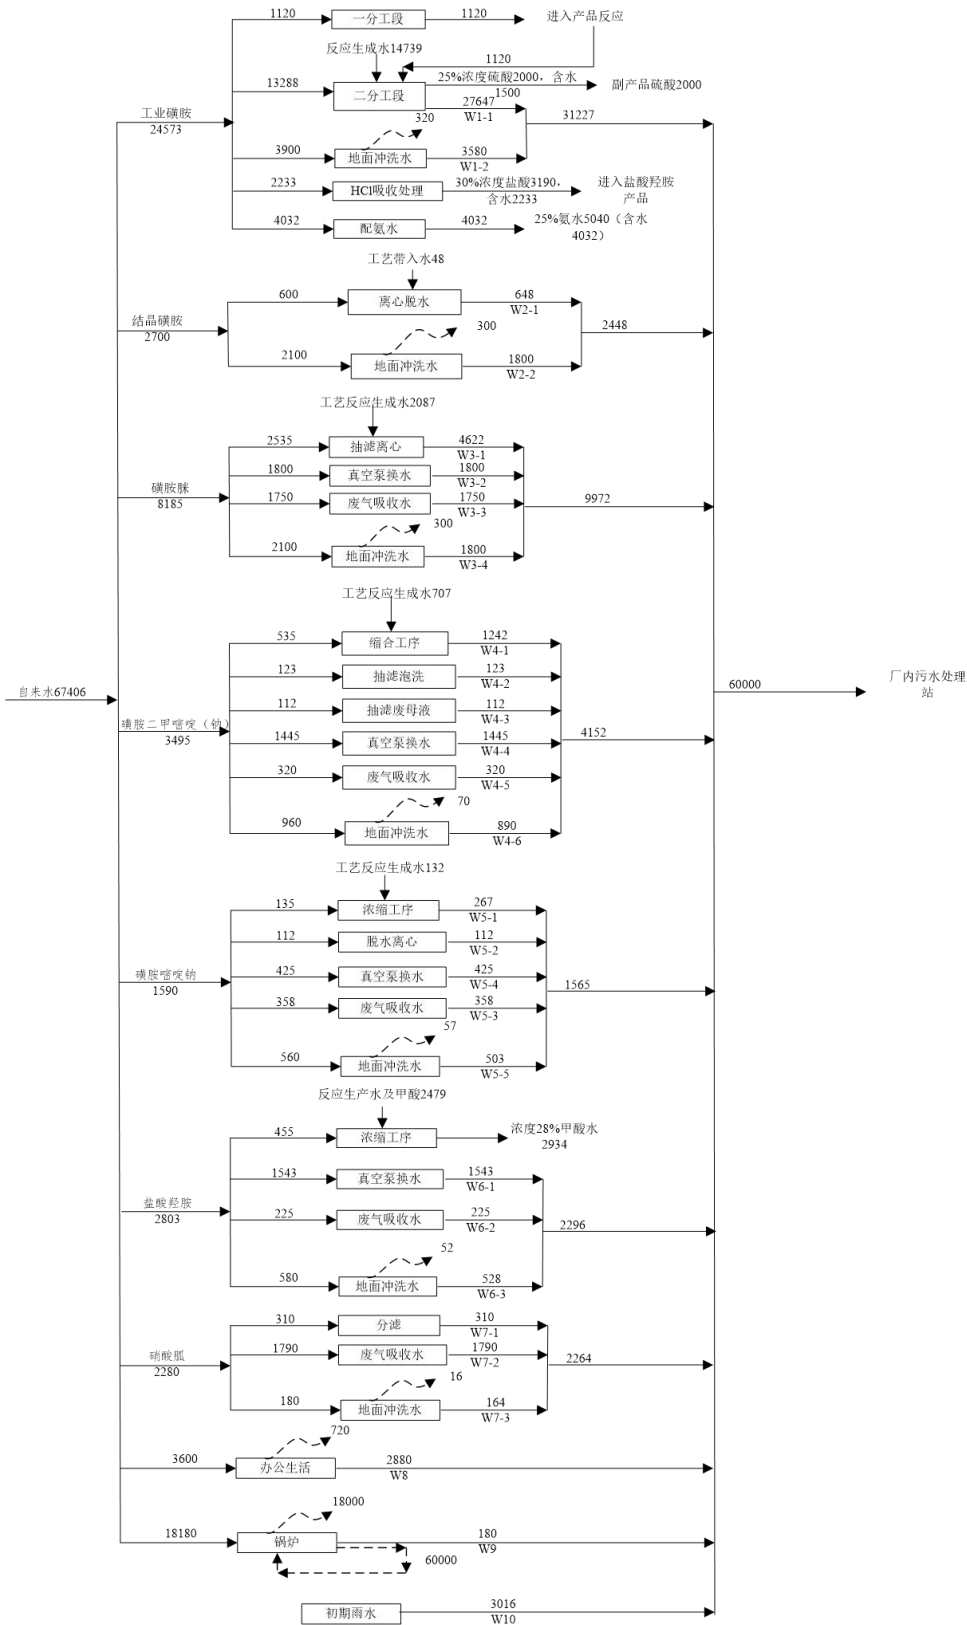 1120
一分工段
1120
进入产品反应
反应生成水14739
1120
13288
二分工段
25%浓度硫酸2000，含水
1500
副产品硫酸2000
27647
W1-1
31227
工业磺胺
24573
320
3900
地面冲洗水
3580
W1-2
2233
HCl吸收处理
30%浓度盐酸3190，
含水2233
进入盐酸羟胺
产品
4032
配氨水
4032
25%氨水5040（含水
4032）
工艺带入水48
600
离心脱水
648
W2-1
结晶磺胺
2700
300
2448
2100
地面冲洗水
1800
W2-2
工艺反应生成水2087
2535
抽滤离心
4622
W3-1
1800
真空泵换水
1800
W3-2
磺胺脒
8185
1750
废气吸收水
1750
W3-3
9972
300
2100
地面冲洗水
1800
W3-4
工艺反应生成水707
535
缩合工序
1242
W4-1
123
抽滤泡洗
123
W4-2
自来水67406
112
抽滤废母液
112
W4-3
磺胺二甲嘧啶（钠）
3495
1445
真空泵换水
1445
W4-4
4152
60000
厂内污水处理
站
320
废气吸收水
320
W4-5
70
960
地面冲洗水
890
W4-6
工艺反应生成水132
135
浓缩工序
267
W5-1
112
脱水离心
112
W5-2
磺胺嘧啶钠
1590
425
真空泵换水
425
W5-4
1565
358
废气吸收水
358
W5-3
57
560
地面冲洗水
503
W5-5
反应生产水及甲酸2479
455
浓缩工序
浓度28%甲酸水
2934
1543
真空泵换水
1543
W6-1
盐酸羟胺
2803
225
废气吸收水
225
W6-2
2296
52
580
地面冲洗水
528
W6-3
310
分滤
310
W7-1
硝酸胍
2280
1790
废气吸收水
1790
W7-2
2264
16
180
地面冲洗水
164
W7-3
720
3600
办公生活
2880
W8
18000
18180
锅炉
180
W9
60000
初期雨水
3016
W10